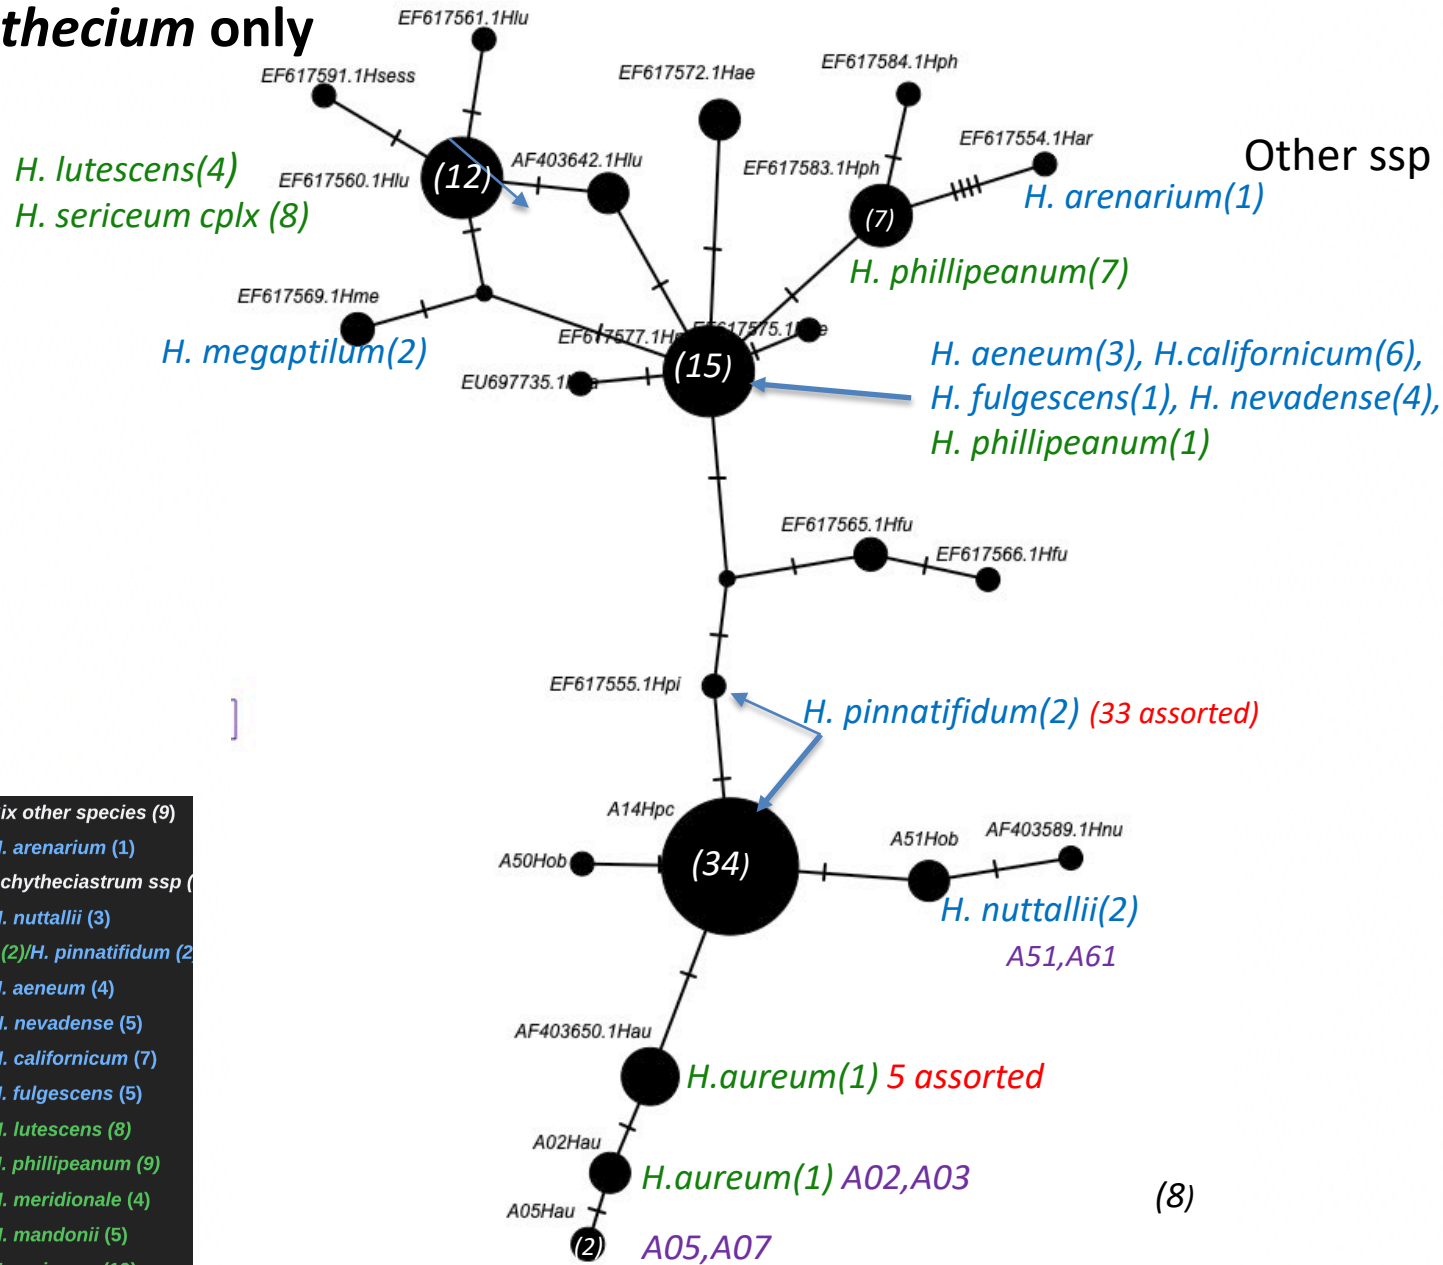 thecium only
EF617561.1Hlu
EF617591.1Hsess
EF617572.1Hae
EF617584.1Hph
EF617554.1Har
Other ssp
H. lutescens(4)
H. sericeum cplx (8)
EF617560.1Hlu
(12)
AF403642.1Hlu
EF617583.1Hph
(7)
H. arenarium(1)
H. phillipeanum(7)
EF617569.1Hme
H. megaptilum(2)
(15)
H. aeneum(3), H.californicum(6),
H. fulgescens(1), H. nevadense(4),
H. phillipeanum(1)
EF617565.1Hfu
EF617566.1Hfu
EF617555.1Hpi
H. pinnatifidum(2) (33 assorted)
]
A14Hpc
(34)
A50Hob
A51Hob
AF403589.1Hnu
H. nuttallii(2)
A51,A61
AF403650.1Hau
H.aureum(1) 5 assorted
A02Hau
H.aureum(1) A02,A03
A05Hau
(2)
A05,A07
(8)
ix other species (9)
. arenarium (1)
chytheciastrum ssp (
. nuttallii (3)
(2)/H. pinnatifidum (2
. aeneum (4)
. nevadense (5)
. californicum (7)
. fulgescens (5)
. lutescens (8)
. phillipeanum (9)
. meridionale (4)
. mandonii (5)